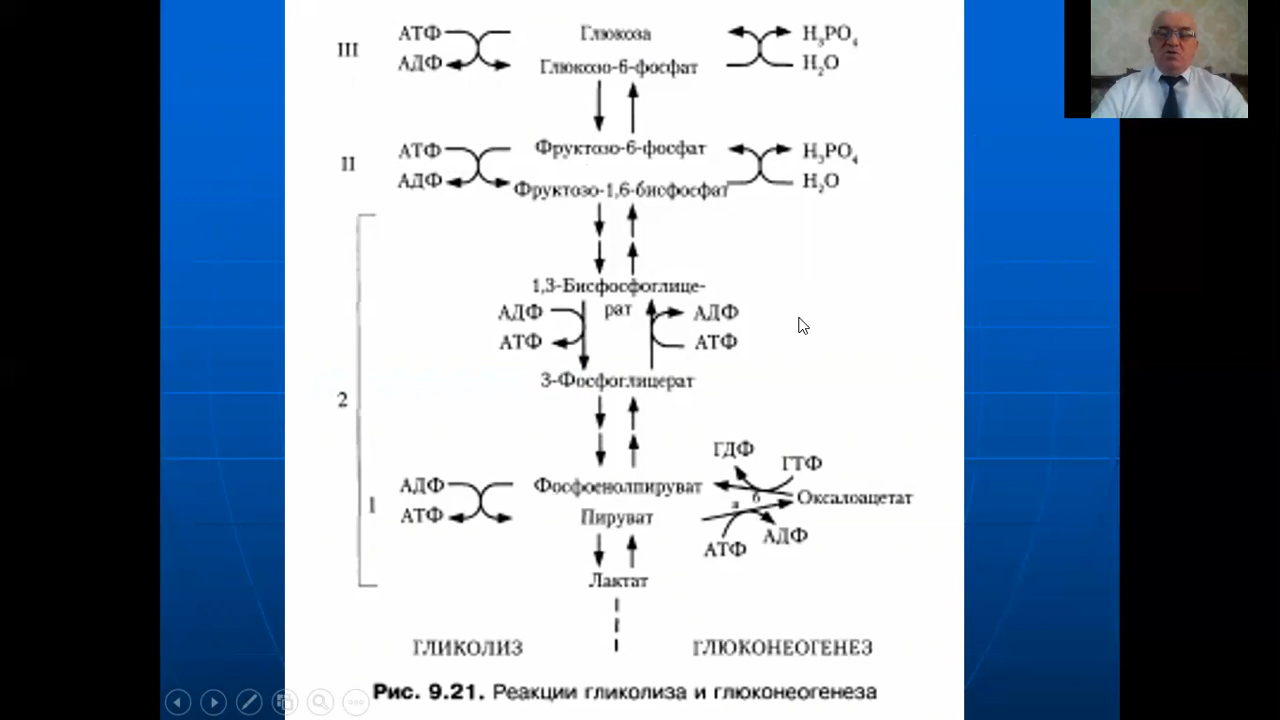 III
АТФ
Глюкоза
H₃PO₄
АДФ
Глюкозо-6-фосфат
H₂O
II
АТФ
Фруктозо-6-фосфат
H₃PO₄
АДФ
Фруктозо-1,6-бисфосфат
H₂O
1,3-Бисфосфоглице-
рат
АДФ
АДФ
АТФ
АТФ
3-Фосфоглицерат
2
ГДФ
ГТФ
АДФ
Фосфоенолпируват
б
Оксалоацетат
1
а
АТФ
Пируват
АДФ
АТФ
Лактат
ГЛИКОЛИЗ
ГЛЮКОНЕОГЕНЕЗ
Рис. 9.21. Реакции гликолиза и глюконеогенеза